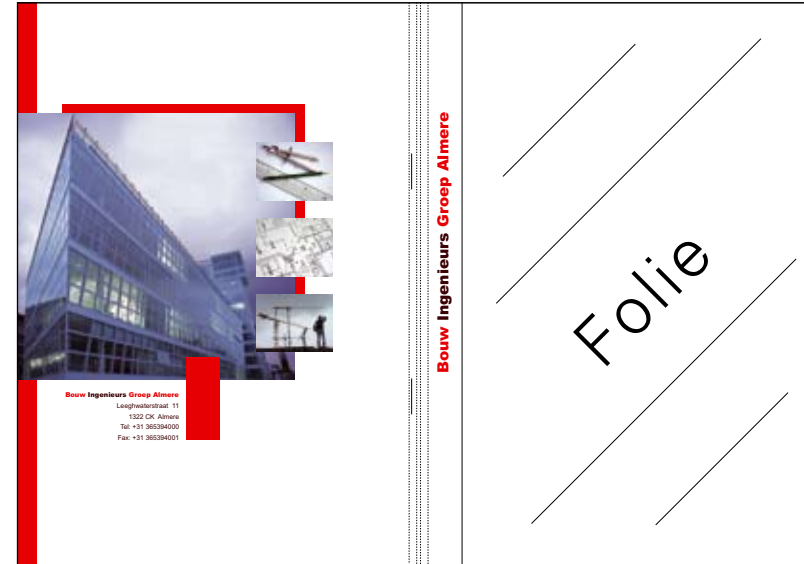 Bouw Ingenieurs Groep Almere
Leeghwaterstraat 11
1322 CK Almere
Tel: +31 365394000
Fax: +31 365394001
Bouw Ingenieurs Groep Almere
Folie